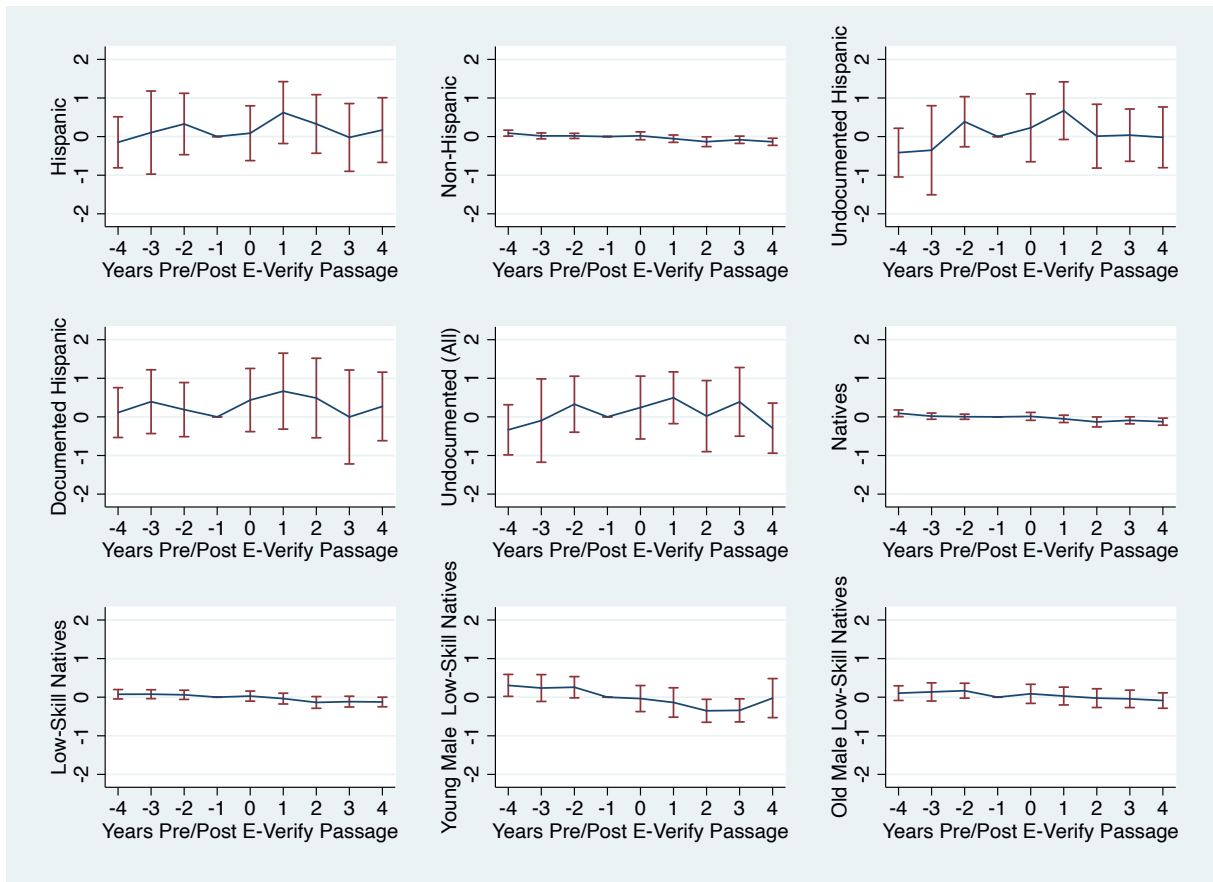 Hispanic
2
1
0
-1
-2
-4 -3 -2 -1 0 1 2 3 4
Years Pre/Post E-Verify Passage
Non-Hispanic
2
1
0
-1
-2
-4 -3 -2 -1 0 1 2 3 4
Years Pre/Post E-Verify Passage
Undocumented Hispanic
2
1
0
-1
-2
-4 -3 -2 -1 0 1 2 3 4
Years Pre/Post E-Verify Passage
Documented Hispanic
2
1
0
-1
-2
-4 -3 -2 -1 0 1 2 3 4
Years Pre/Post E-Verify Passage
Undocumented (All)
2
1
0
-1
-2
-4 -3 -2 -1 0 1 2 3 4
Years Pre/Post E-Verify Passage
Natives
2
1
0
-1
-2
-4 -3 -2 -1 0 1 2 3 4
Years Pre/Post E-Verify Passage
Low-Skill Natives
2
1
0
-1
-2
-4 -3 -2 -1 0 1 2 3 4
Years Pre/Post E-Verify Passage
Young Male Low-Skill Natives
2
1
0
-1
-2
-4 -3 -2 -1 0 1 2 3 4
Years Pre/Post E-Verify Passage
Old Male Low-Skill Natives
2
1
0
-1
-2
-4 -3 -2 -1 0 1 2 3 4
Years Pre/Post E-Verify Passage